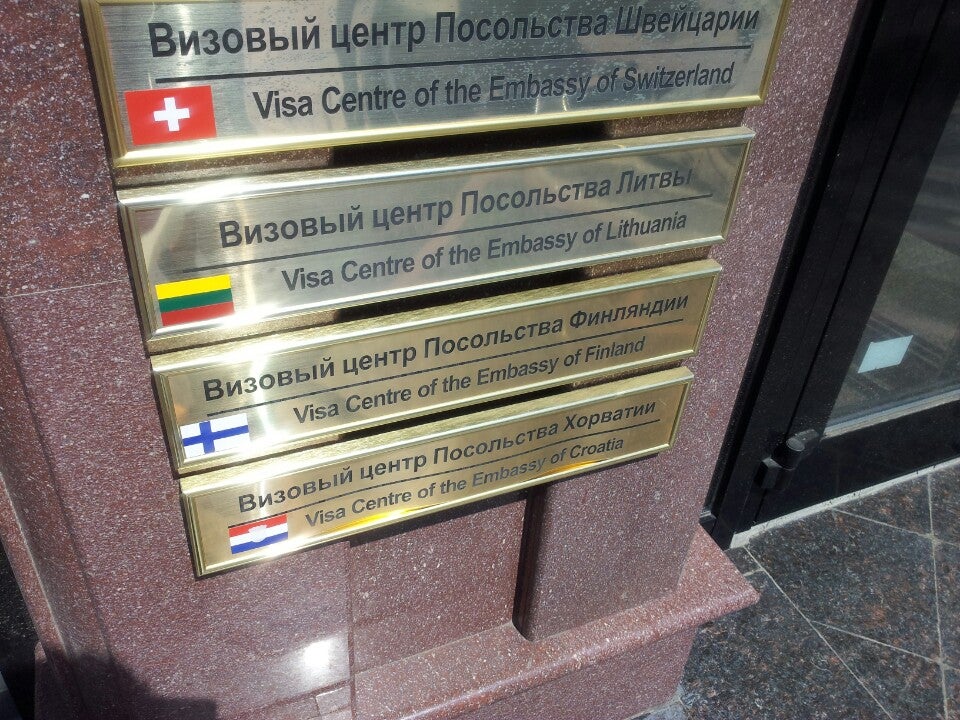 Визовый центр Посольства Швейцарии
Visa Centre of the Embassy of Switzerland
Визовый центр Посольства Литвы
Visa Centre of the Embassy of Lithuania
Визовый центр Посольства Финляндии
Visa Centre of the Embassy of Finland
Визовый центр Посольства Хорватии
Visa Centre of the Embassy of Croatia